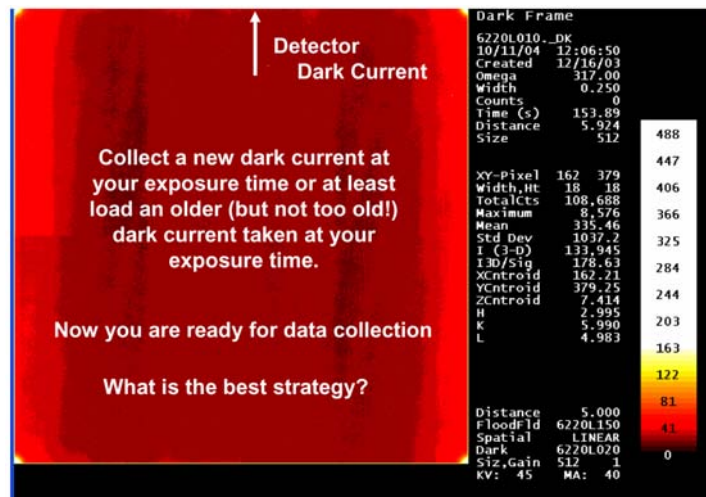 Detector
Dark Current
Collect a new dark current at
your exposure time or at least
load an older (but not too old!)
dark current taken at your
exposure time.
Now you are ready for data collection
What is the best strategy?
Dark Frame
6220L010._DK
10/11/04 12:06:50
Created 12/16/03
Omega 317.00
Width 0.250
Counts 0
Time (s) 153.89
Distance 5.924
Size 512
XY-Pixel 162 379
Width,Ht 18 18
TotalCts 108,688
Maximum 8,576
Mean 335.46
Std Dev 1037.2
I (3-D) 133,945
I3D/Sig 178.63
XCntroid 162.21
YCntroid 379.25
ZCntroid 7.414
H 2.995
K 5.990
L 4.983
Distance 5.000
FloodFld 6220L150
Spatial LINEAR
Dark 6220L020
Siz,Gain 512 1
KV: 45 MA: 40
488
447
406
366
325
284
244
203
163
122
81
41
0